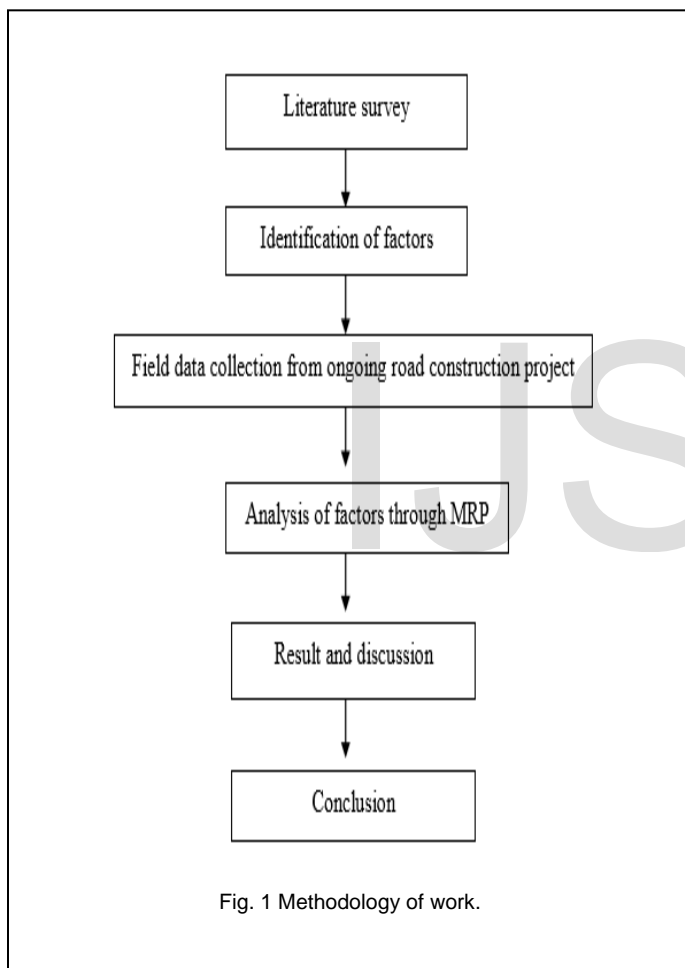 Literature survey
Identification of factors
Field data collection from ongoing road construction project
Analysis of factors through MRP
Result and discussion
Conclusion
Fig. 1 Methodology of work.
IJS